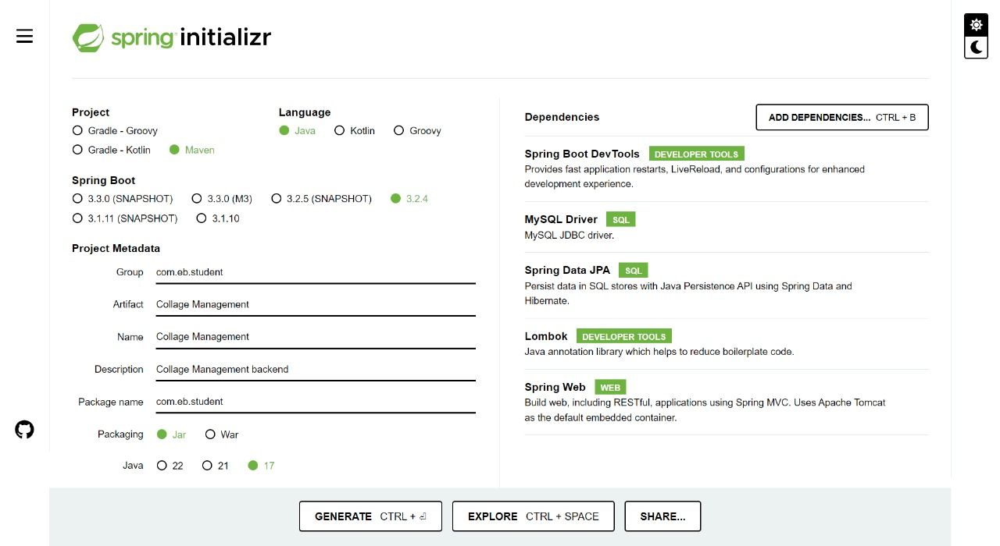 spring initializr
Project
Gradle - Groovy
Gradle - Kotlin Maven
Language
Java Kotlin Groovy
Spring Boot
3.3.0 (SNAPSHOT) 3.3.0 (M3) 3.2.5 (SNAPSHOT) 3.2.4
3.1.11 (SNAPSHOT) 3.1.10
Project Metadata
Group com.eb.student
Artifact Collage Management
Name Collage Management
Description Collage Management backend
Package name com.eb.student
Packaging Jar War
Java 22 21 17
Dependencies ADD DEPENDENCIES... CTRL + B
Spring Boot DevTools DEVELOPER TOOLS
Provides fast application restarts, LiveReload, and configurations for enhanced
development experience.
MySQL Driver SQL
MySQL JDBC driver.
Spring Data JPA SQL
Persist data in SQL stores with Java Persistence API using Spring Data and
Hibernate.
Lombok DEVELOPER TOOLS
Java annotation library which helps to reduce boilerplate code.
Spring Web WEB
Build web, including RESTful, applications using Spring MVC. Uses Apache Tomcat
as the default embedded container.
GENERATE CTRL + ⏎ EXPLORE CTRL + SPACE SHARE...